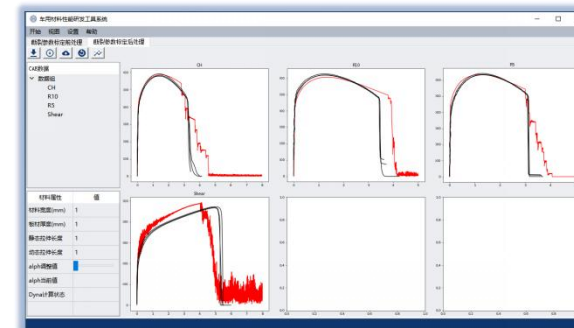 车用材料性能研发工具系统
开始 视图 设置 帮助
断裂参数标定前处理 断裂参数标定后处理
CAE数据
数据组
CH
R10
R5
Shear
材料属性 值
材料宽度(mm) 1
板材厚度(mm) 1
静态拉伸长度 1
动态拉伸长度 1
alph调整值
alph当前值
Dyna计算状态
CH
R10
R5
Shear